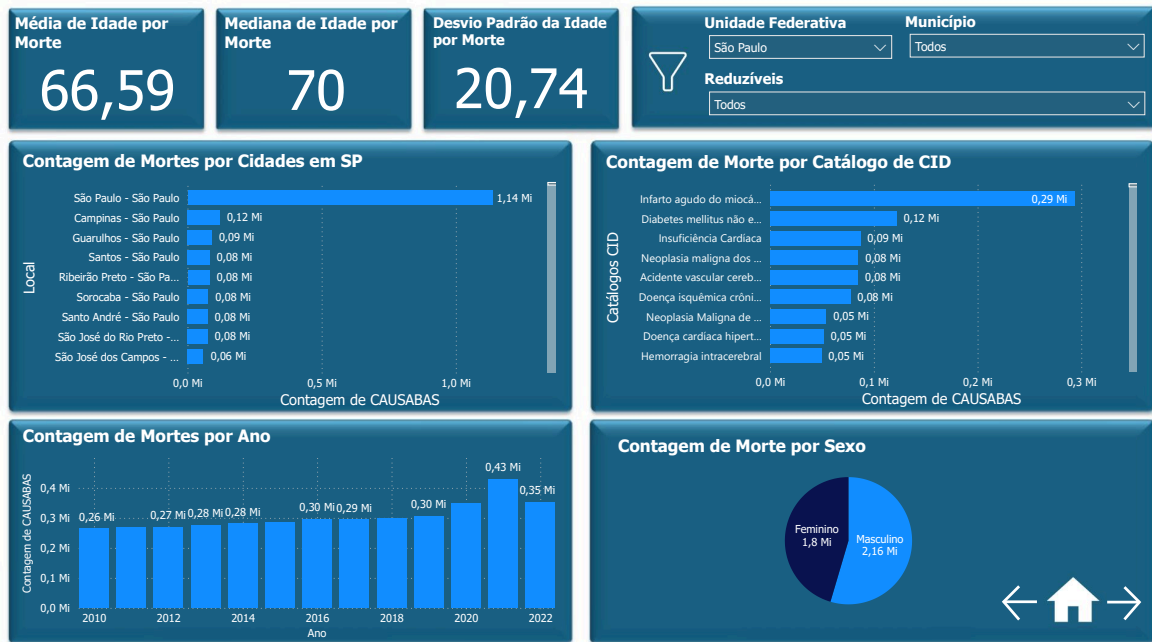 Média de Idade por
Morte
66,59
Mediana de Idade por
Morte
70
Desvio Padrão da Idade
por Morte
20,74
Unidade Federativa
São Paulo
Município
Todos
Reduzíveis
Todos
Contagem de Mortes por Cidades em SP
Local
São Paulo - São Paulo
1,14 Mi
Campinas - São Paulo
0,12 Mi
Guarulhos - São Paulo
0,09 Mi
Santos - São Paulo
0,08 Mi
Ribeirão Preto - São Pa...
0,08 Mi
Sorocaba - São Paulo
0,08 Mi
Santo André - São Paulo
0,08 Mi
São José do Rio Preto -...
0,08 Mi
São José dos Campos - ...
0,06 Mi
0,0 Mi 0,5 Mi 1,0 Mi
Contagem de CAUSABAS
Contagem de Morte por Catálogo de CID
Catálogos CID
Infarto agudo do miocá...
0,29 Mi
Diabetes mellitus não e...
0,12 Mi
Insuficiência Cardíaca
0,09 Mi
Neoplasia maligna dos ...
0,08 Mi
Acidente vascular cereb...
0,08 Mi
Doença isquêmica crôni...
0,08 Mi
Neoplasia Maligna de ...
0,05 Mi
Doença cardíaca hipert...
0,05 Mi
Hemorragia intracerebral
0,05 Mi
0,0 Mi 0,1 Mi 0,2 Mi 0,3 Mi
Contagem de CAUSABAS
Contagem de Mortes por Ano
Contagem de CAUSABAS
0,4 Mi
0,3 Mi
0,2 Mi
0,1 Mi
0,0 Mi
0,26 Mi 0,27 Mi 0,28 Mi 0,28 Mi 0,30 Mi 0,29 Mi 0,30 Mi 0,43 Mi 0,35 Mi
2010 2012 2014 2016 2018 2020 2022
Ano
Contagem de Morte por Sexo
Feminino
1,8 Mi
Masculino
2,16 Mi